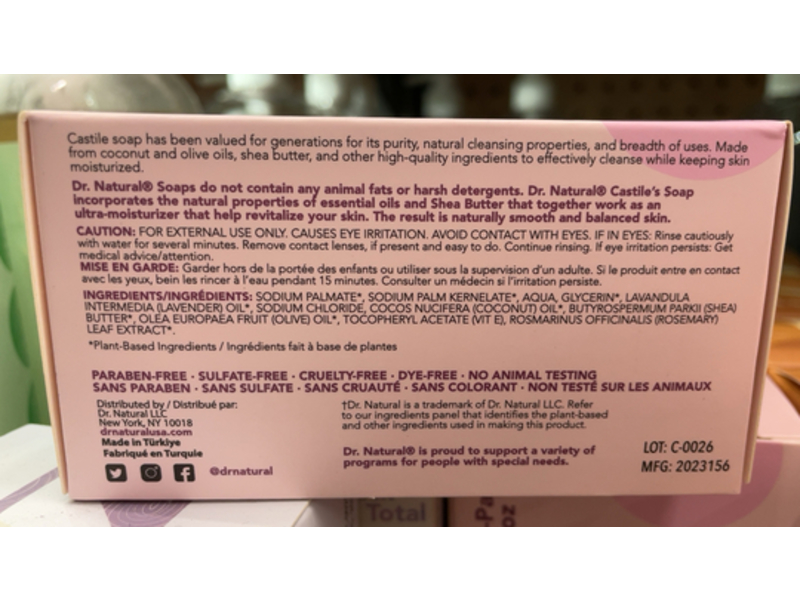 Castile soap has been valued for generations for its purity, natural cleansing properties, and breadth of uses. Made
from coconut and olive oils, shea butter, and other high-quality ingredients to effectively cleanse while keeping skin
moisturized.
Dr. Natural® Soaps do not contain any animal fats or harsh detergents. Dr. Natural® Castile's Soap
incorporates the natural properties of essential oils and Shea Butter that together work as an
ultra-moisturizer that help revitalize your skin. The result is naturally smooth and balanced skin.
CAUTION: FOR EXTERNAL USE ONLY. CAUSES EYE IRRITATION. AVOID CONTACT WITH EYES. IF IN EYES: Rinse cautiously
with water for several minutes. Remove contact lenses, if present and easy to do. Continue rinsing. If eye irritation persists: Get
medical advice/attention.
MISE EN GARDE: Garder hors de la portée des enfants ou utiliser sous la supervision d'un adulte. Si le produit entre en contact
avec les yeux, bein les rincer à l'eau pendant 15 minutes. Consulter un médecin si l'irritation persiste.
INGREDIENTS/INGRÉDIENTS: SODIUM PALMATE*, SODIUM PALM KERNELATE*, AQUA, GLYCERIN*, LAVANDULA
INTERMEDIA (LAVENDER) OIL*, SODIUM CHLORIDE, COCOS NUCIFERA (COCONUT) OIL*, BUTYROSPERMUM PARKII (SHEA)
BUTTER*, OLEA EUROPAEA FRUIT (OLIVE) OIL*, TOCOPHERYL ACETATE (VIT E), ROSMARINUS OFFICINALIS (ROSEMARY)
LEAF EXTRACT*.
*Plant-Based Ingredients / Ingrédients fait à base de plantes
PARABEN-FREE · SULFATE-FREE · CRUELTY-FREE · DYE-FREE · NO ANIMAL TESTING
SANS PARABEN · SANS SULFATE · SANS CRUAUTÉ · SANS COLORANT · NON TESTÉ SUR LES ANIMAUX
Distributed by / Distribué par:
Dr. Natural LLC
New York, NY 10018
drnaturalusa.com
Made in Türkiye
Fabriqué en Turquie
@drnatural
†Dr. Natural is a trademark of Dr. Natural LLC. Refer
to our ingredients panel that identifies the plant-based
and other ingredients used in making this product.
Dr. Natural® is proud to support a variety of
programs for people with special needs.
LOT: C-0026
MFG: 2023156
Total
-Pa
oz